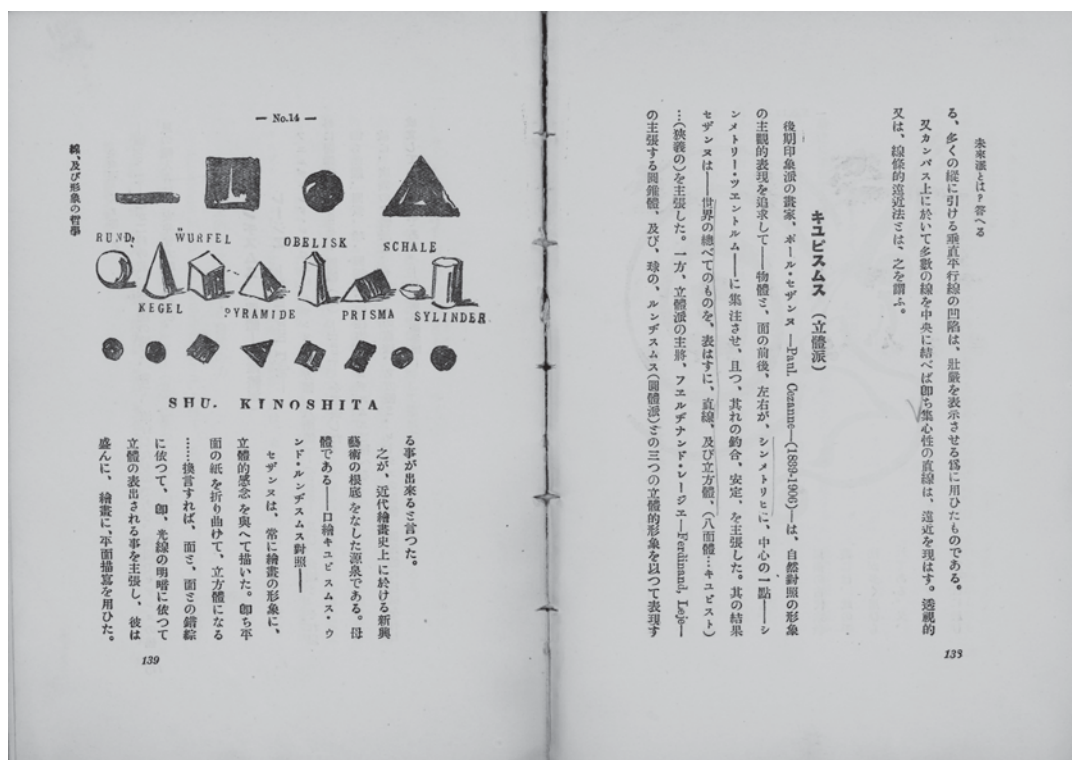 未來派とは?答へる
る、多くの縱に引ける垂直平行線の凹陷は、壯嚴を表示させる爲に用ひたものである。
又カンバス上に於いて多數の線を中央に結べば卽ち集心性の直線は、遠近を現はす。透視的
又は、線條的遠近法とは、之を謂ふ。
キユビスムス (立體派)
後期印象派の畫家、ポール・セザンヌ —Paul. Cezanne—(1839-1906)—は、自然對照の形象
の主觀的表現を追求して——物體と、面の前後、左右が、シンメトリヒに、中心の一點——シ
ンメトリー・ツエントルム——に集注させ、且つ、其れの釣合、安定、を主張した。其の結果
セザンヌは——世界の總べてのものを、表はすに、直線、及び立方體、(八面體…キユビスト)
…(狹義の)を主張した。一方、立體派の主將、フエルヂナンド・レージエ—Ferdinand, Leje—
の主張する圓錐體、及び、球の、ルンヂスムス(圓體派)との三つの立體的形象を以つて表現す
138
— No.14 —
線、及び形象の哲學
RUND. WÜRFEL OBELISK SCHALE
KEGEL PYRAMIDE PRISMA SYLINDER
SHU. KINOSHITA
る事が出來ると言つた。
之が、近代繪畫史上に於ける新興
藝術の根底をなした源泉である。母
體である——口繪キユビスムス・ウ
ンド・ルンヂスムス對照——
セザンヌは、常に繪畫の形象に、
立體的感念を與へて描いた。卽ち平
面の紙を折り曲けて、立方體になる
……換言すれば、面と、面との錯綜
に依つて、卽、光線の明暗に依つて
立體の表出される事を主張し、彼は
盛んに、繪畫に、平面描寫を用ひた。
139